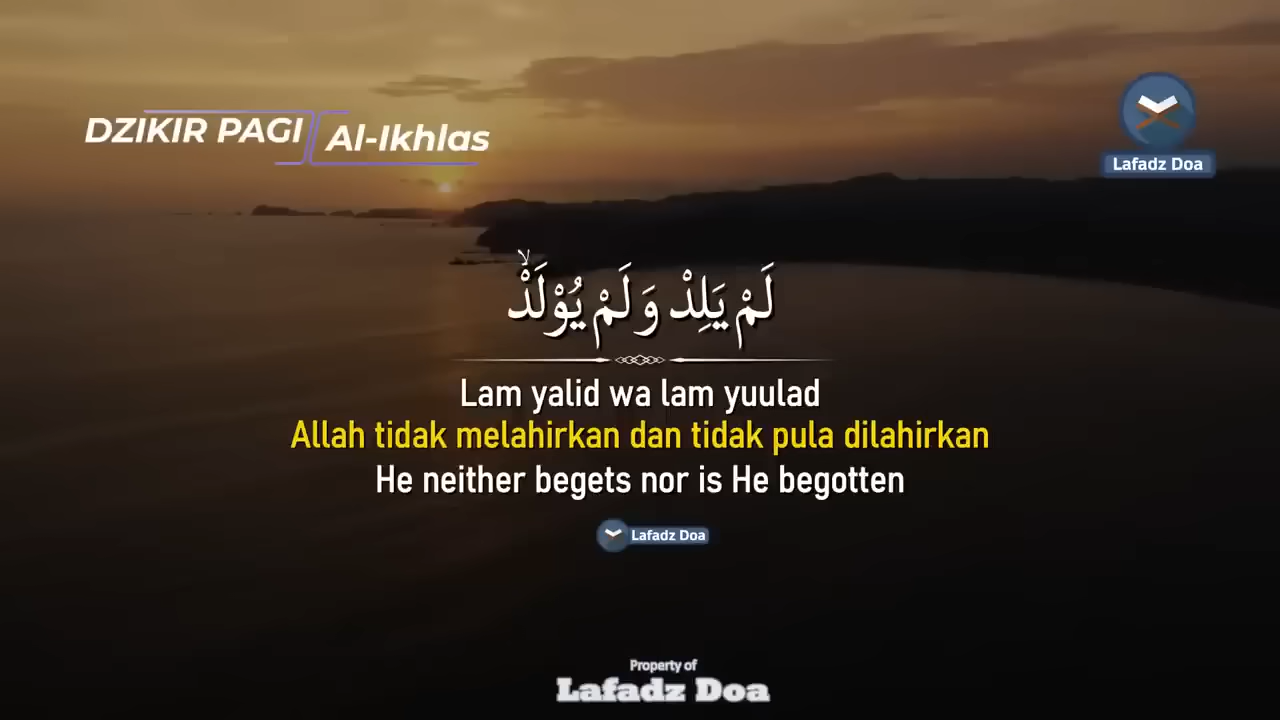 DZIKIR PAGI
Al-Ikhlas
Lafadz Doa
لَمْ يَلِدْ وَلَمْ يُوْلَدْۙ
Lam yalid wa lam yuulad
Allah tidak melahirkan dan tidak pula dilahirkan
He neither begets nor is He begotten
Lafadz Doa
Property of
Lafadz Doa